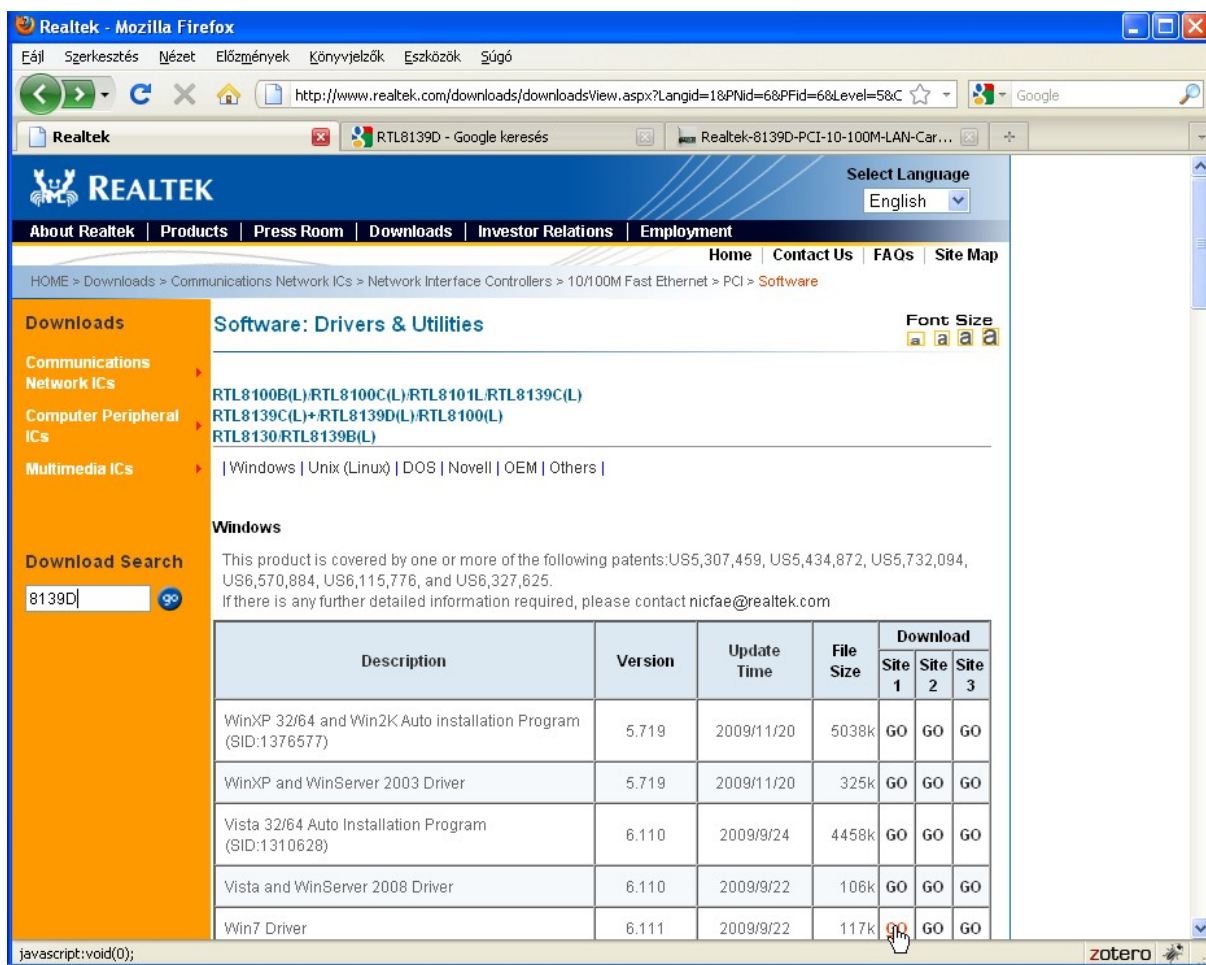 Realtek - Mozilla Firefox
Fájl Szerkesztés Nézet Előzmények Könyvjelzők Eszközök Súgó
http://www.realtek.com/downloads/downloadsView.aspx?Langid=1&PNid=6&PFid=6&Level=5&C
Google
Realtek
RTL8139D - Google keresés
Realtek-8139D-PCI-10-100M-LAN-Car...
REALTEK
Select Language
English
About Realtek | Products | Press Room | Downloads | Investor Relations | Employment
Home | Contact Us | FAQs | Site Map
HOME > Downloads > Communications Network ICs > Network Interface Controllers > 10/100M Fast Ethernet > PCI > Software
Downloads
Communications
Network ICs
Computer Peripheral
ICs
Multimedia ICs
Download Search
8139D
go
Software: Drivers & Utilities
Font Size
a a a a
RTL8100B(L)/RTL8100C(L)/RTL8101L/RTL8139C(L)
RTL8139C(L)+/RTL8139D(L)/RTL8100(L)
RTL8130/RTL8139B(L)
| Windows | Unix (Linux) | DOS | Novell | OEM | Others |
Windows
This product is covered by one or more of the following patents:US5,307,459, US5,434,872, US5,732,094,
US6,570,884, US6,115,776, and US6,327,625.
If there is any further detailed information required, please contact nicfae@realtek.com
Description Version Update Time File Size Download
Site 1 Site 2 Site 3
WinXP 32/64 and Win2K Auto installation Program
(SID:1376577) 5.719 2009/11/20 5038k GO GO GO
WinXP and WinServer 2003 Driver 5.719 2009/11/20 325k GO GO GO
Vista 32/64 Auto Installation Program
(SID:1310628) 6.110 2009/9/24 4458k GO GO GO
Vista and WinServer 2008 Driver 6.110 2009/9/22 106k GO GO GO
Win7 Driver 6.111 2009/9/22 117k GO GO GO
javascript:void(0);
zotero